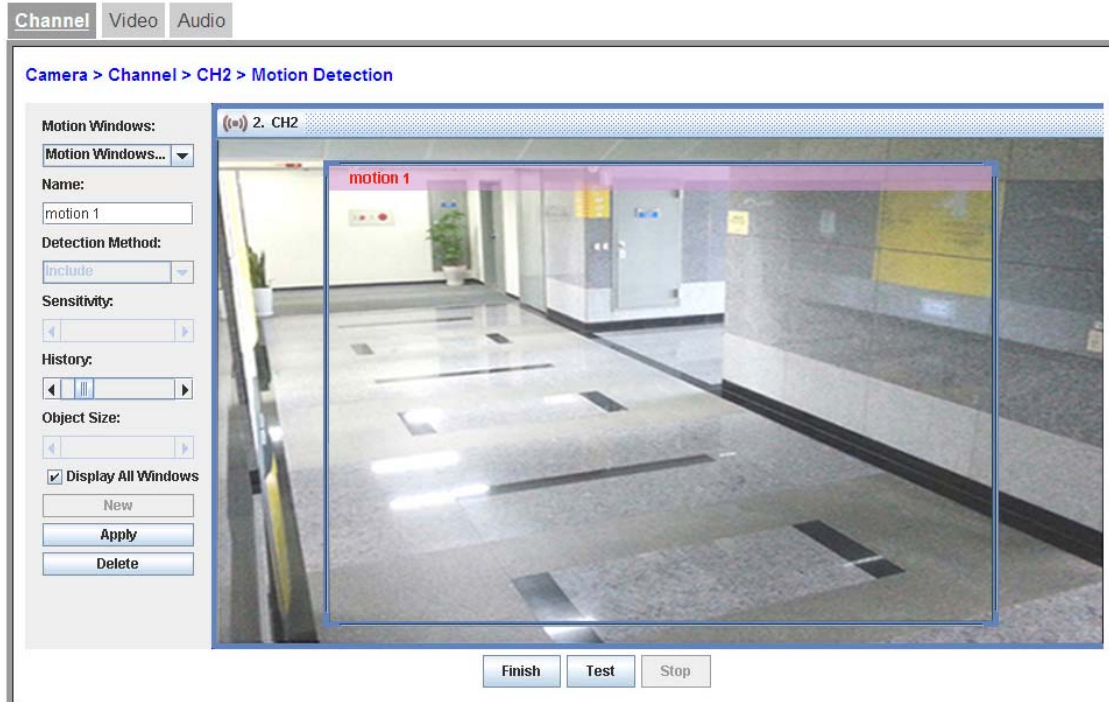 Channel Video Audio
Camera > Channel > CH2 > Motion Detection
Motion Windows:
Motion Windows...
Name:
motion 1
Detection Method:
Include
Sensitivity:
History:
Object Size:
Display All Windows
New
Apply
Delete
((•)) 2. CH2
motion 1
Finish Test Stop